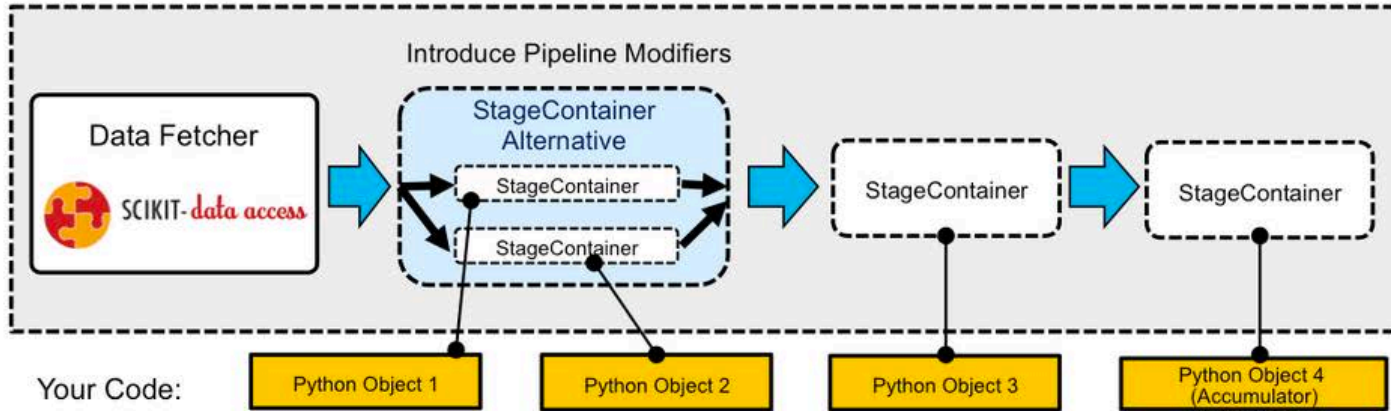 Introduce Pipeline Modifiers
Data Fetcher
SCIKIT-data access
StageContainer
Alternative
StageContainer
StageContainer
StageContainer
StageContainer
Your Code:
Python Object 1
Python Object 2
Python Object 3
Python Object 4
(Accumulator)